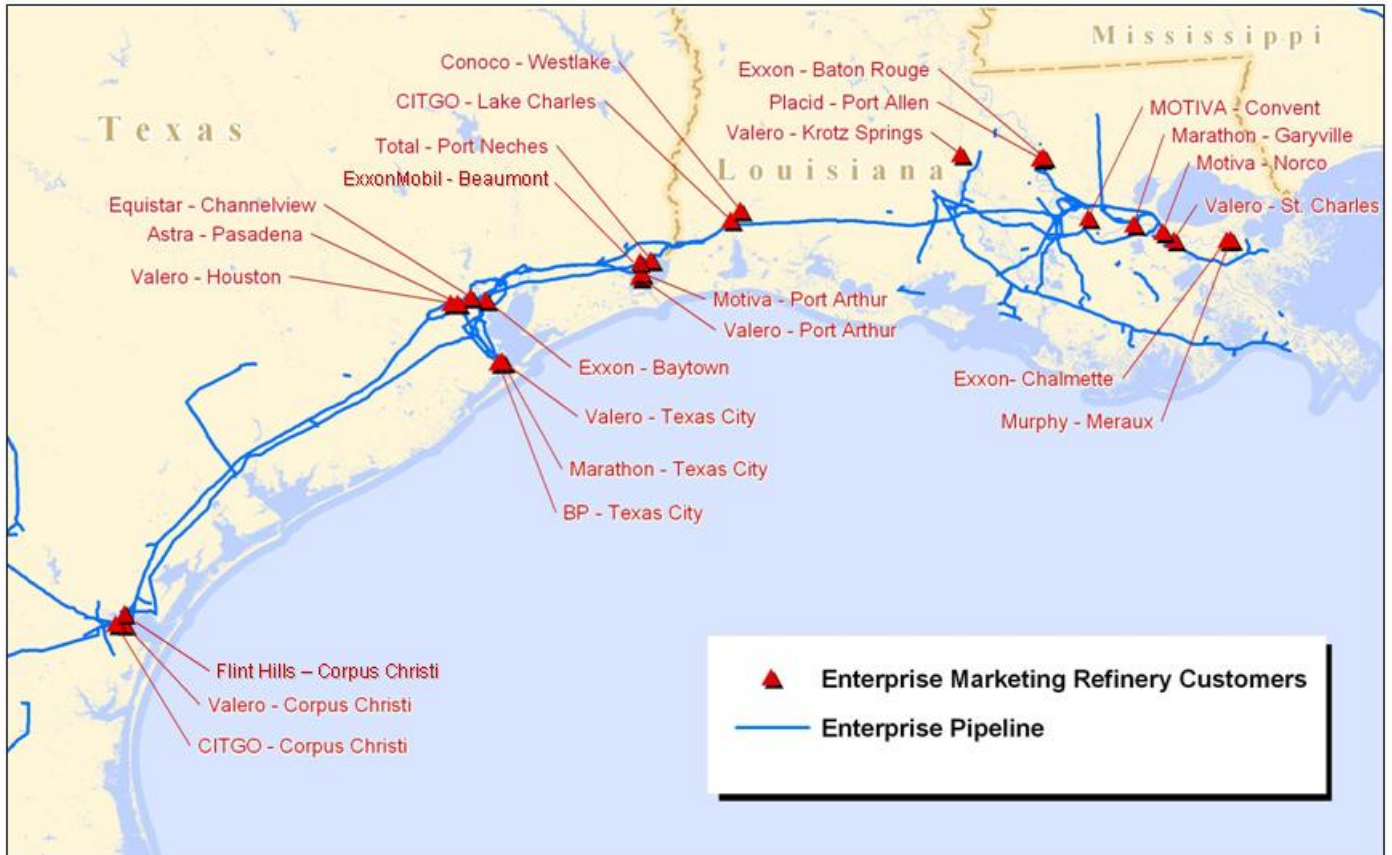 Mississippi
Conoco - Westlake
Exxon - Baton Rouge
CITGO - Lake Charles
Placid - Port Allen
MOTIVA - Convent
Texas
Valero - Krotz Springs
Marathon - Garyville
Total - Port Neches
Louisiana
Motiva - Norco
ExxonMobil - Beaumont
Equistar - Channelview
Valero - St. Charles
Astra - Pasadena
Valero - Houston
Motiva - Port Arthur
Valero - Port Arthur
Exxon - Baytown
Exxon- Chalmette
Valero - Texas City
Murphy - Meraux
Marathon - Texas City
BP - Texas City
Flint Hills – Corpus Christi
Valero - Corpus Christi
CITGO - Corpus Christi
Enterprise Marketing Refinery Customers
Enterprise Pipeline